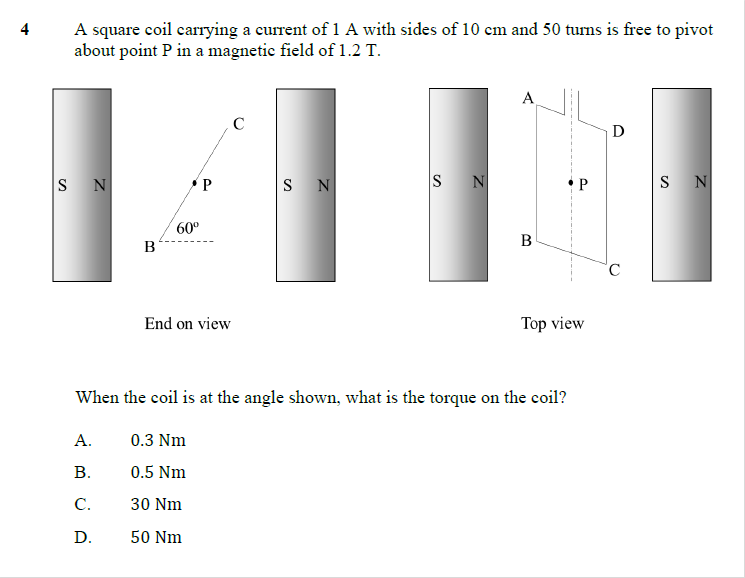 4 A square coil carrying a current of 1 A with sides of 10 cm and 50 turns is free to pivot
about point P in a magnetic field of 1.2 T.
C
S N P S N
60º
B
End on view
A
D
S N P S N
B
C
Top view
When the coil is at the angle shown, what is the torque on the coil?
A. 0.3 Nm
B. 0.5 Nm
C. 30 Nm
D. 50 Nm